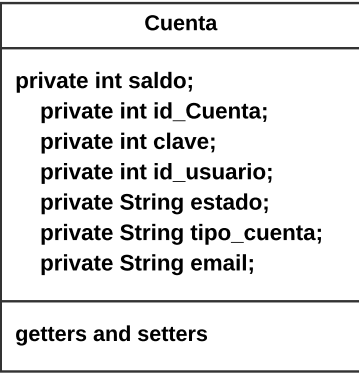 Cuenta
private int saldo;
private int id_Cuenta;
private int clave;
private int id_usuario;
private String estado;
private String tipo_cuenta;
private String email;
getters and setters